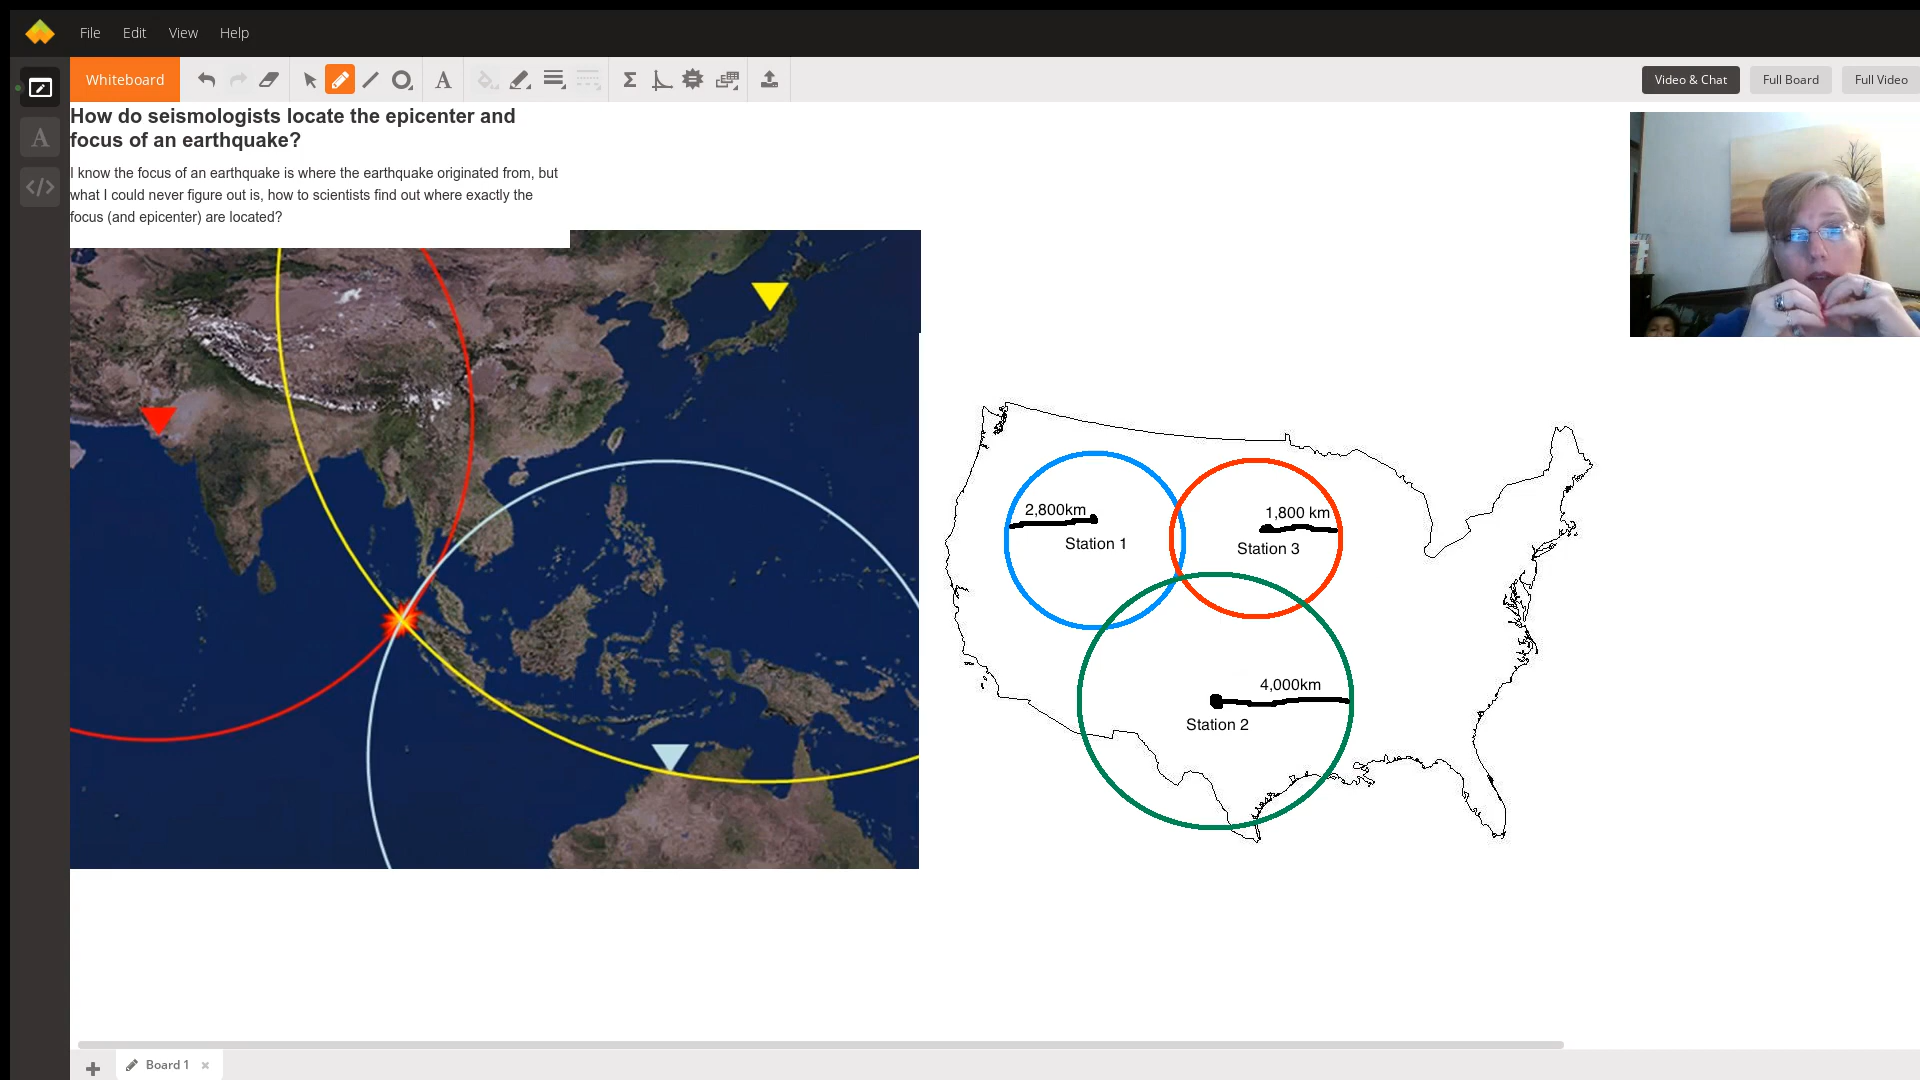 File Edit View Help
Whiteboard
Video & Chat Full Board Full Video
How do seismologists locate the epicenter and
focus of an earthquake?
I know the focus of an earthquake is where the earthquake originated from, but
what I could never figure out is, how to scientists find out where exactly the
focus (and epicenter) are located?
2,800km
Station 1
1,800 km
Station 3
4,000km
Station 2
Board 1